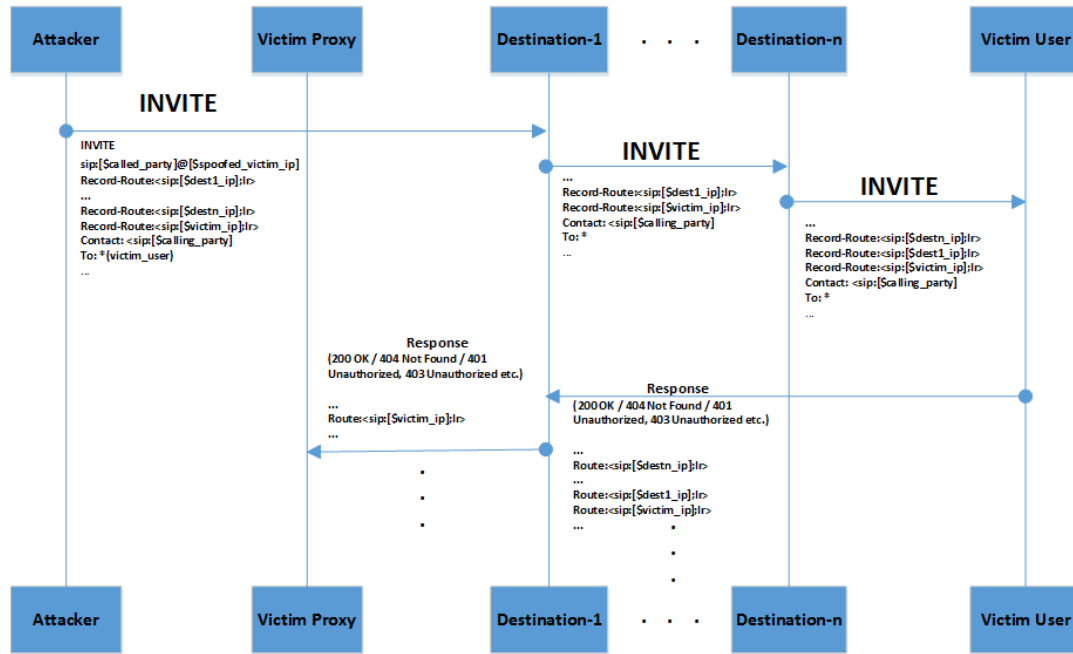 Attacker
Victim Proxy
Destination-1
. . .
Destination-n
Victim User
INVITE
INVITE
sip:[$called_party]@[$spoofed_victim_ip]
Record-Route:<sip:[$dest1_ip];lr>
...
Record-Route:<sip:[$destn_ip];lr>
Record-Route:<sip:[$victim_ip];lr>
Contact: <sip:[$calling_party]
To: *(victim_user)
...
INVITE
...
Record-Route:<sip:[$dest1_ip];lr>
Record-Route:<sip:[$victim_ip];lr>
Contact: <sip:[$calling_party]
To: *
...
INVITE
...
Record-Route:<sip:[$destn_ip];lr>
Record-Route:<sip:[$dest1_ip];lr>
Record-Route:<sip:[$victim_ip];lr>
Contact: <sip:[$calling_party]
To: *
...
Response
(200 OK / 404 Not Found / 401
Unauthorized, 403 Unauthorized etc.)
...
Route:<sip:[$victim_ip];lr>
...
Response
(200 OK / 404 Not Found / 401
Unauthorized, 403 Unauthorized etc.)
...
Route:<sip:[$destn_ip];lr>
...
Route:<sip:[$dest1_ip];lr>
Route:<sip:[$victim_ip];lr>
...
Attacker
Victim Proxy
Destination-1
. . .
Destination-n
Victim User